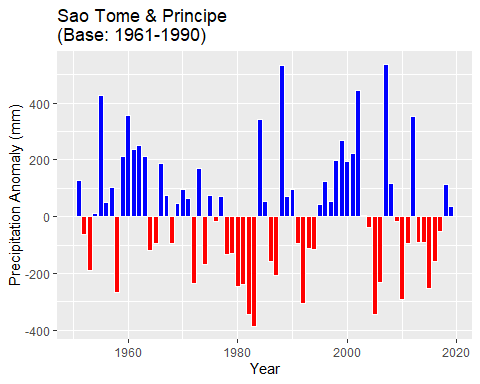 Sao Tome & Principe
(Base: 1961-1990)
Precipitation Anomaly (mm)
400
200
0
-200
-400
1960 1980 2000 2020
Year